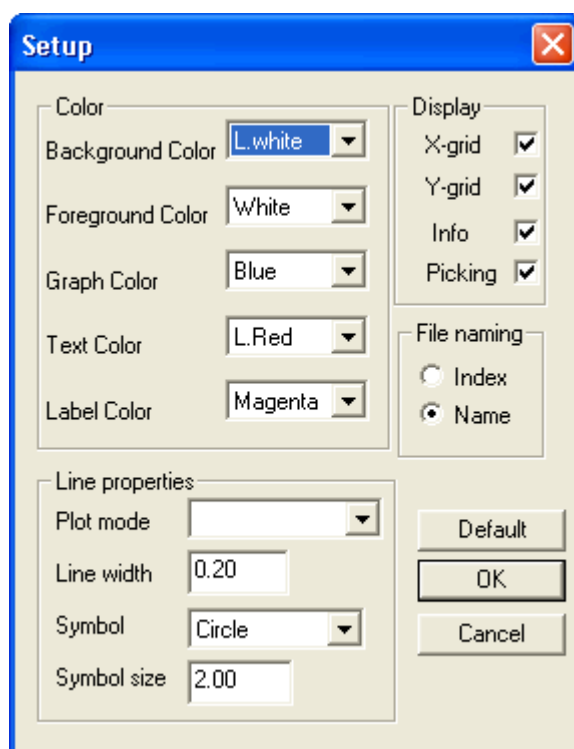 Setup
Color
Background Color L.white
Foreground Color White
Graph Color Blue
Text Color L.Red
Label Color Magenta
Display
X-grid
Y-grid
Info
Picking
File naming
Index
Name
Line properties
Plot mode
Line width 0.20
Symbol Circle
Symbol size 2.00
Default
OK
Cancel